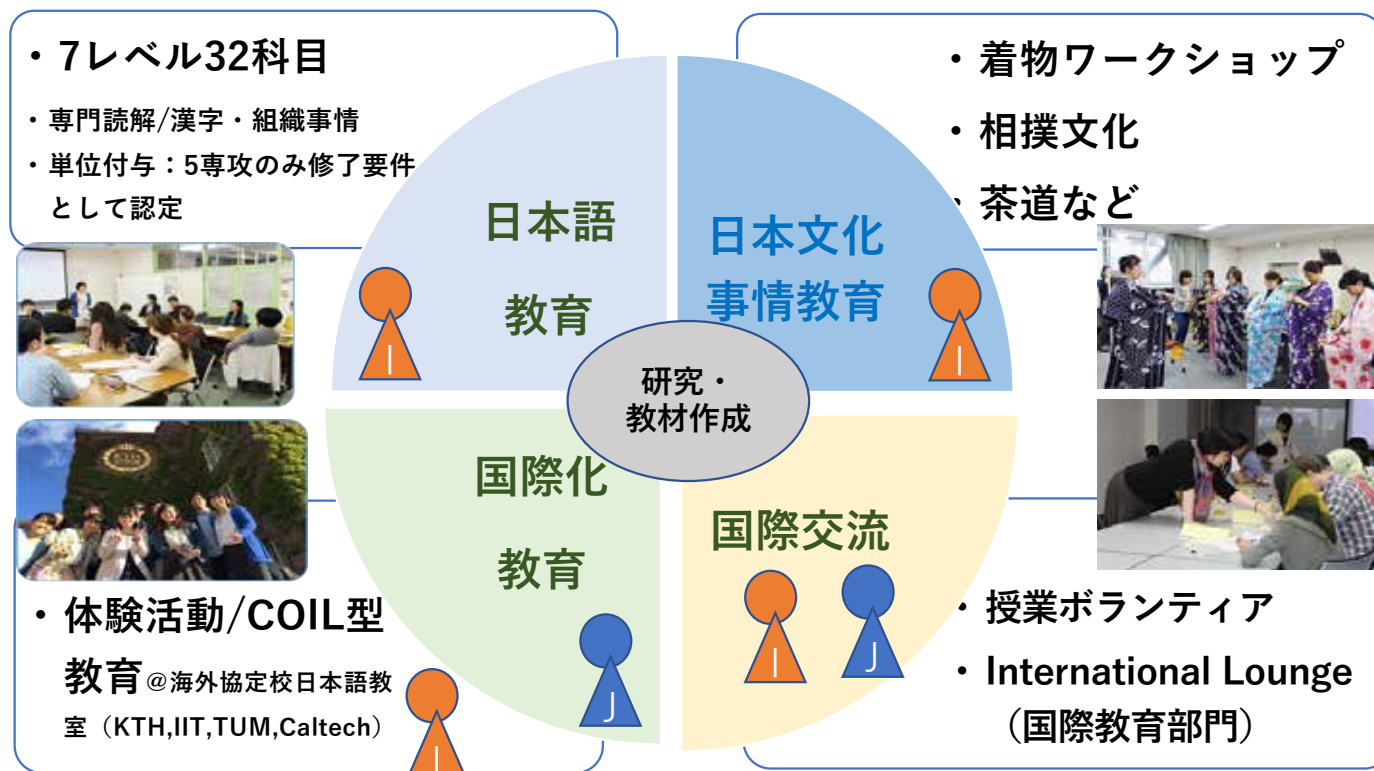 ・7レベル32科目
・専門読解/漢字・組織事情
・単位付与：5専攻のみ修了要件
として認定
日本語
教育
I
・着物ワークショップ
・相撲文化
・茶道など
日本文化
事情教育
I
研究・
教材作成
国際化
教育
J
・体験活動/COIL型
教育@海外協定校日本語教
室（KTH,IIT,TUM,Caltech）
I
国際交流
I
J
・授業ボランティア
・International Lounge
（国際教育部門）